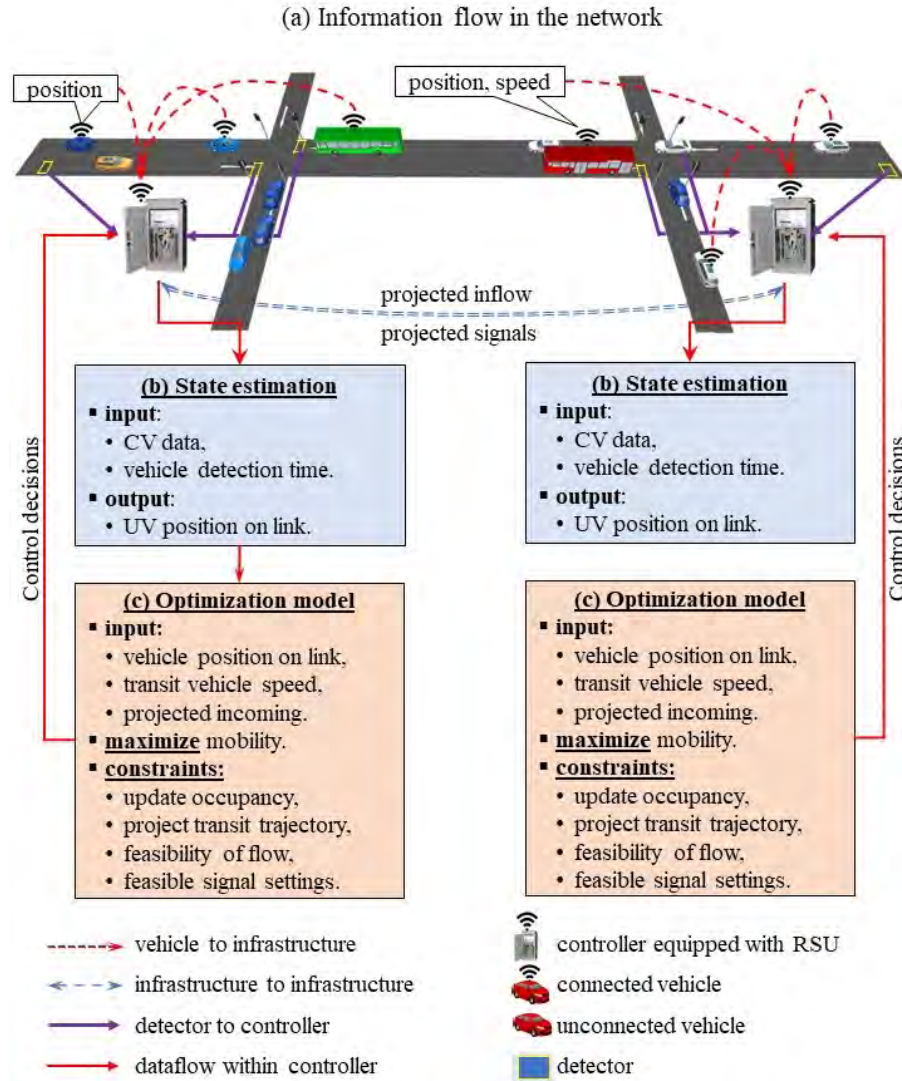 (a) Information flow in the network
position
position, speed
projected inflow
projected signals
Control decisions
(b) State estimation
▪ input:
• CV data,
• vehicle detection time.
▪ output:
• UV position on link.
(c) Optimization model
▪ input:
• vehicle position on link,
• transit vehicle speed,
• projected incoming.
▪ maximize mobility.
▪ constraints:
• update occupancy,
• project transit trajectory,
• feasibility of flow,
• feasible signal settings.
(b) State estimation
▪ input:
• CV data,
• vehicle detection time.
▪ output:
• UV position on link.
(c) Optimization model
▪ input:
• vehicle position on link,
• transit vehicle speed,
• projected incoming.
▪ maximize mobility.
▪ constraints:
• update occupancy,
• project transit trajectory,
• feasibility of flow,
• feasible signal settings.
Control decisions
vehicle to infrastructure
infrastructure to infrastructure
detector to controller
dataflow within controller
controller equipped with RSU
connected vehicle
unconnected vehicle
detector